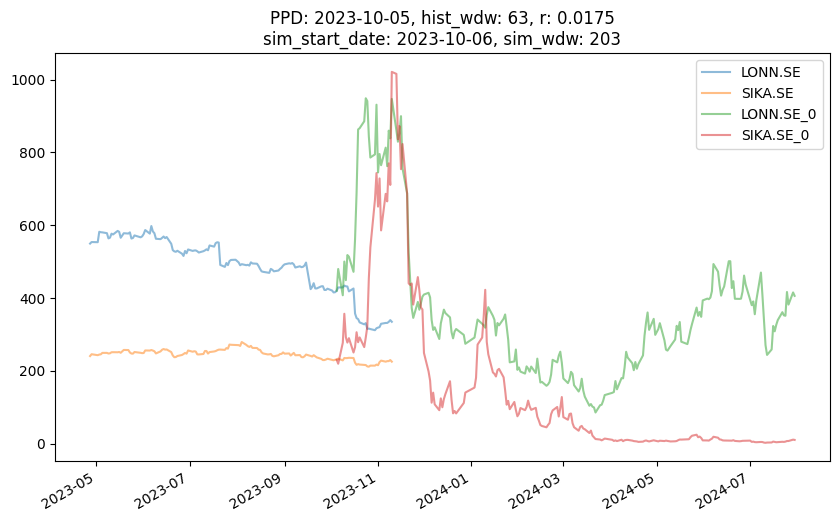 PPD: 2023-10-05, hist_wdw: 63, r: 0.0175
sim_start_date: 2023-10-06, sim_wdw: 203
LONN.SE
SIKA.SE
LONN.SE_0
SIKA.SE_0
1000
800
600
400
200
0
2023-05
2023-07
2023-09
2023-11
2024-01
2024-03
2024-05
2024-07